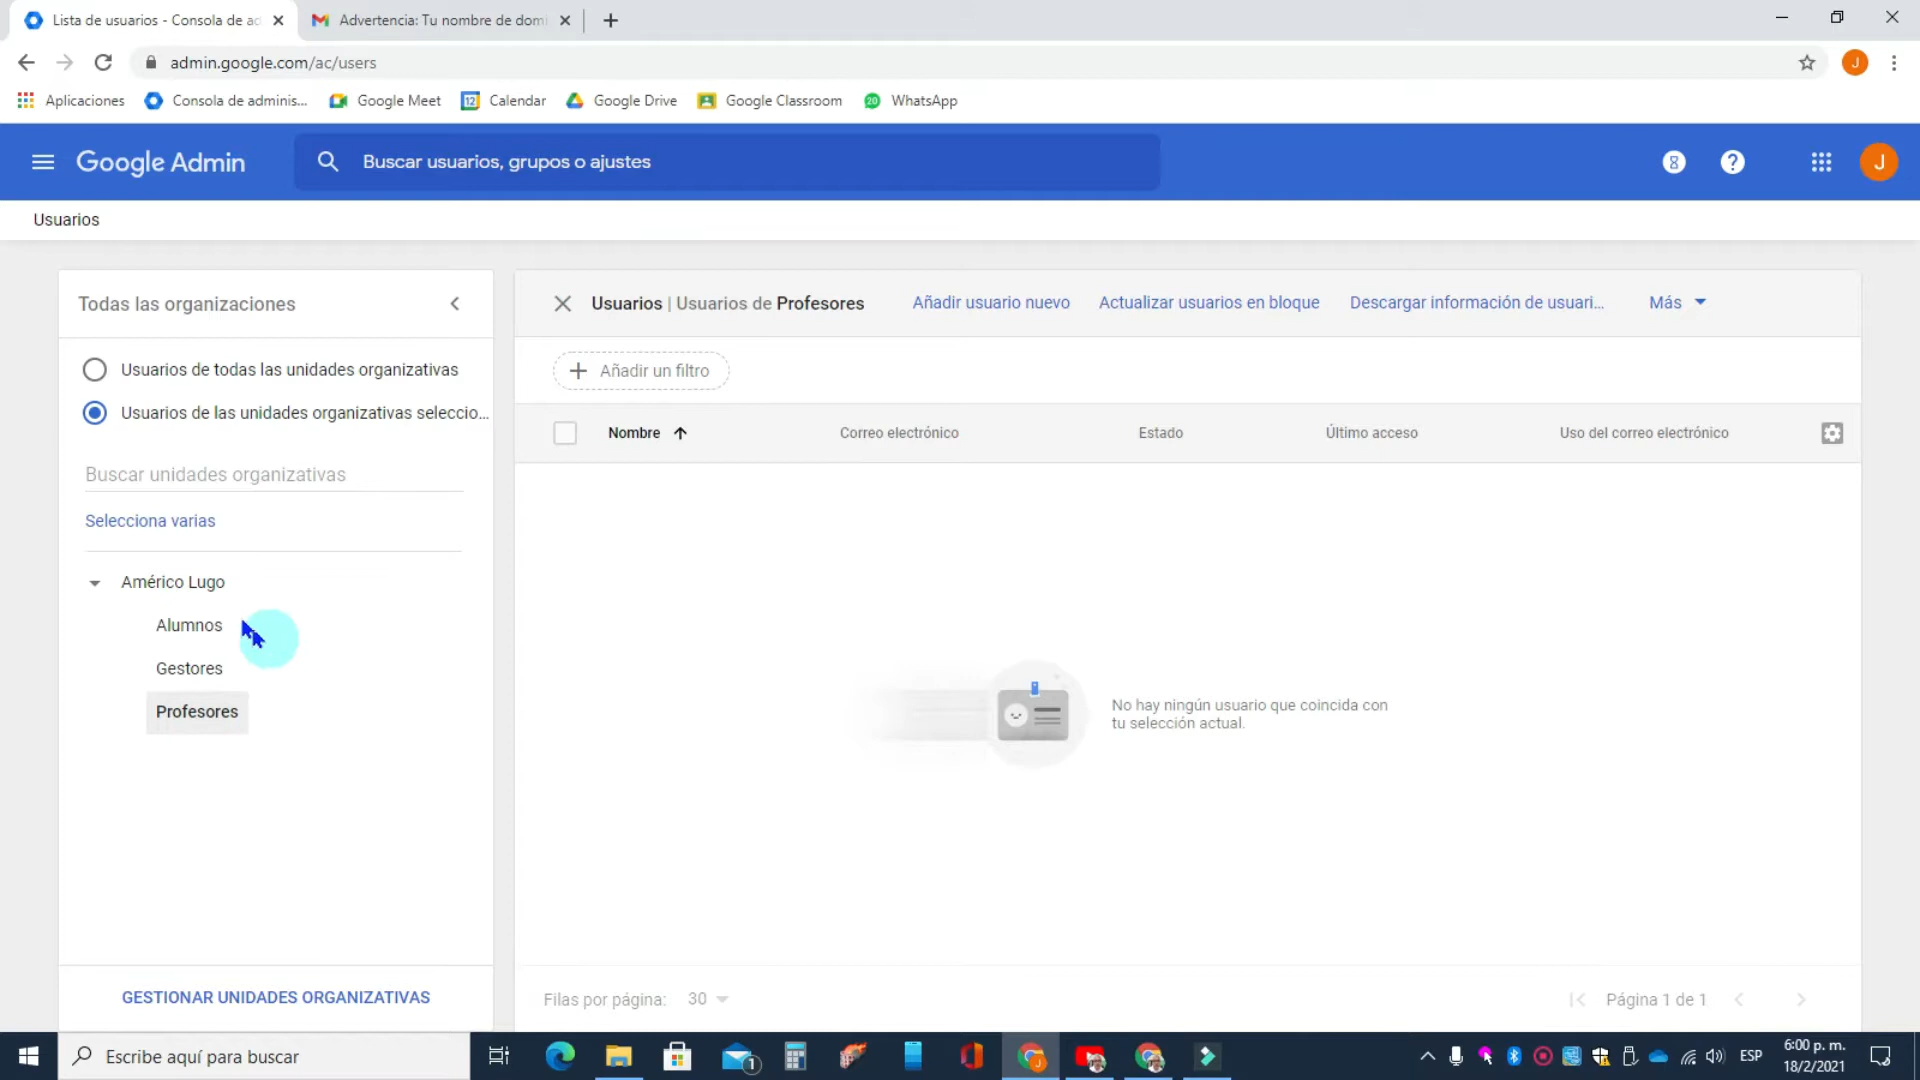 Lista de usuarios - Consola de ad
Advertencia: Tu nombre de domi
admin.google.com/ac/users
J
Aplicaciones
Consola de adminis...
Google Meet
12
Calendar
Google Drive
Google Classroom
20
WhatsApp
Google Admin
Buscar usuarios, grupos o ajustes
8
?
J
Usuarios
Todas las organizaciones
Usuarios | Usuarios de Profesores
Añadir usuario nuevo
Actualizar usuarios en bloque
Descargar información de usuari...
Más
Usuarios de todas las unidades organizativas
Usuarios de las unidades organizativas seleccio...
Añadir un filtro
Nombre
Correo electrónico
Estado
Último acceso
Uso del correo electrónico
Buscar unidades organizativas
Selecciona varias
Américo Lugo
Alumnos
Gestores
Profesores
No hay ningún usuario que coincida con
tu selección actual.
GESTIONAR UNIDADES ORGANIZATIVAS
Filas por página:
30
Página 1 de 1
Escribe aquí para buscar
1
ESP
6:00 p. m.
18/2/2021